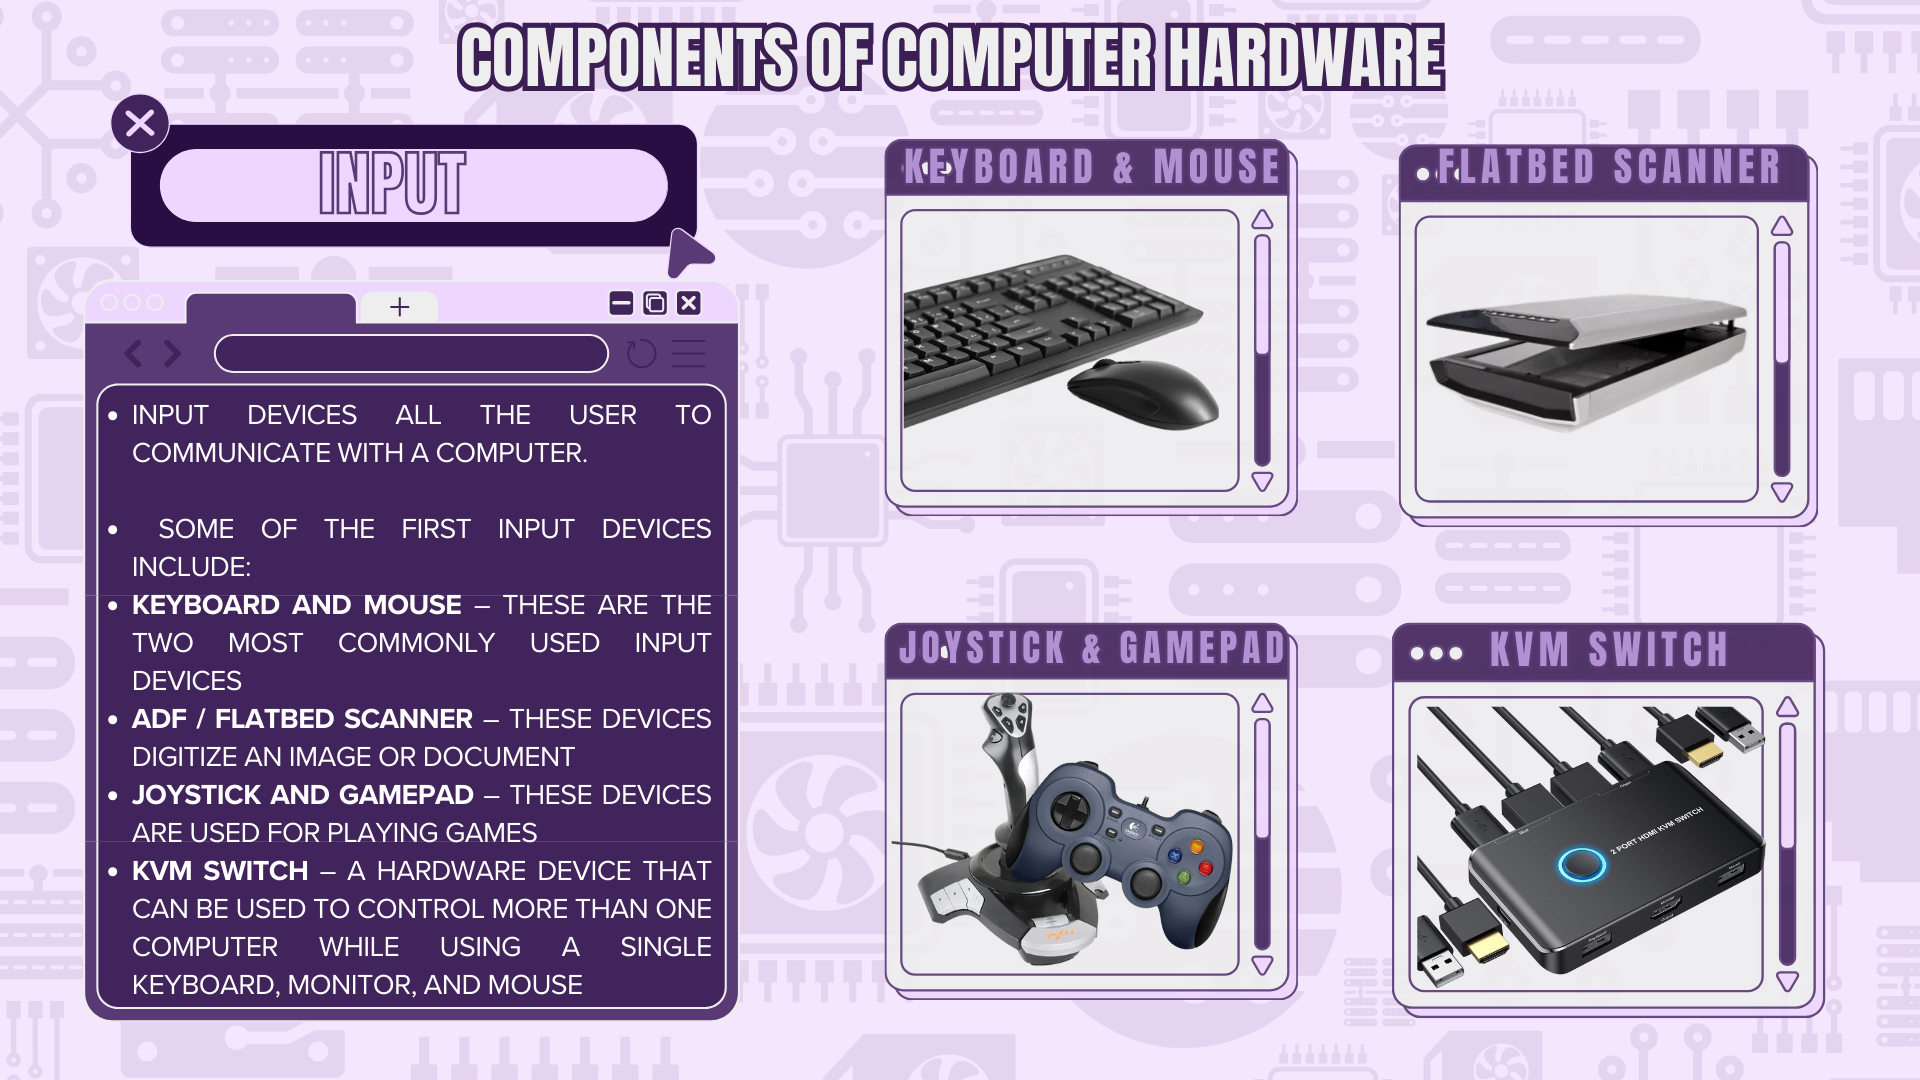 COMPONENTS OF COMPUTER HARDWARE
INPUT
INPUT DEVICES ALL THE USER TO
COMMUNICATE WITH A COMPUTER.
SOME OF THE FIRST INPUT DEVICES
INCLUDE:
KEYBOARD AND MOUSE – THESE ARE THE
TWO MOST COMMONLY USED INPUT
DEVICES
ADF / FLATBED SCANNER – THESE DEVICES
DIGITIZE AN IMAGE OR DOCUMENT
JOYSTICK AND GAMEPAD – THESE DEVICES
ARE USED FOR PLAYING GAMES
KVM SWITCH – A HARDWARE DEVICE THAT
CAN BE USED TO CONTROL MORE THAN ONE
COMPUTER WHILE USING A SINGLE
KEYBOARD, MONITOR, AND MOUSE
KEYBOARD & MOUSE
FLATBED SCANNER
JOYSTICK & GAMEPAD
KVM SWITCH
2 PORT HDMI KVM SWITCH